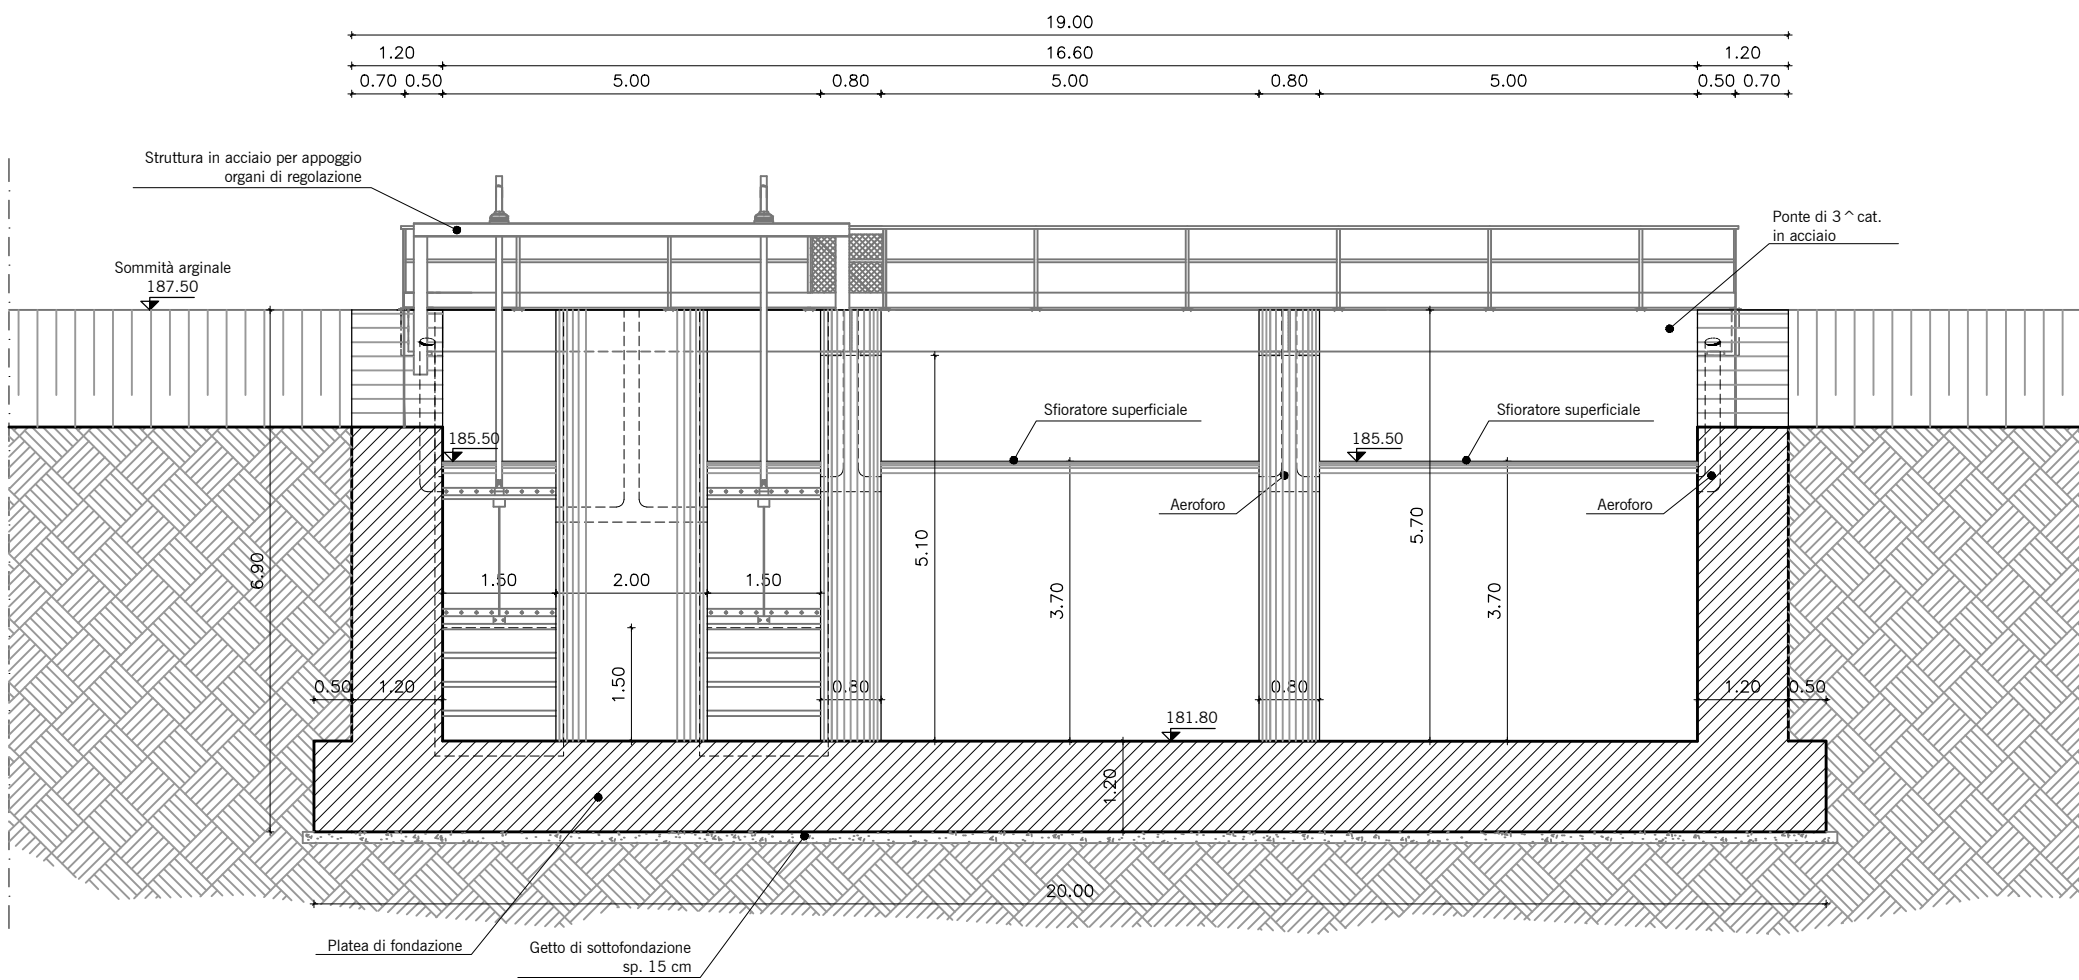 19.00
1.20 16.60 1.20
0.70 0.50 5.00 0.80 5.00 0.80 5.00 0.50 0.70
Struttura in acciaio per appoggio
organi di regolazione
Ponte di 3^cat.
in acciaio
Sommità arginale
187.50
Sfioratore superficiale
Sfioratore superficiale
185.50
185.50
Aeroforo
Aeroforo
5.10
5.70
6.90
1.50 2.00 1.50
3.70
3.70
1.50
0.50 1.20 0.80 0.80 1.20 0.50
181.80
1.20
20.00
Platea di fondazione
Getto di sottofondazione
sp. 15 cm